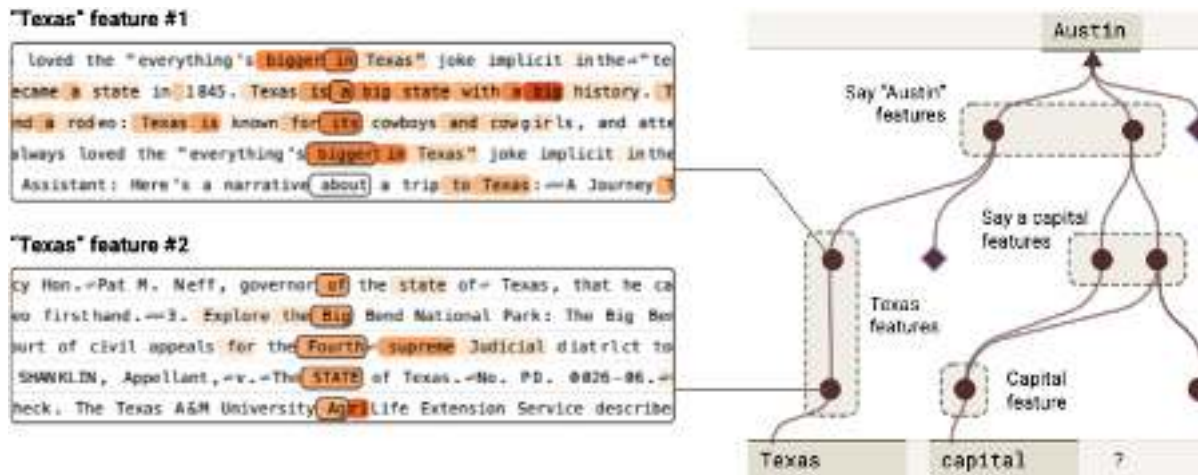 "Texas" feature #1
loved the "everything's bigger in Texas" joke implicit in the↵"te
ecame a state in 1845. Texas is a big state with a big history. T
nd a rodeo: Texas is known for its cowboys and cowgirls, and atte
always loved the "everything's bigger in Texas" joke implicit in the
Assistant: Here's a narrative about a trip to Texas:↵↵A Journey T
"Texas" feature #2
cy Hon.↵Pat M. Neff, governor of the state of↵ Texas, that he ca
eo firsthand.↵↵3. Explore the Big Bend National Park: The Big Ben
ourt of civil appeals for the Fourth↵ supreme Judicial diatrlct to
SHANKLIN, Appellant,↵v.↵The STATE of Texas.↵No. PD. 0026-06.↵
heck. The Texas A&M University AgriLife Extension Service describe
Austin
Say "Austin"
features
Say a capital
features
Texas
features
Capital
feature
Texas
capital
?